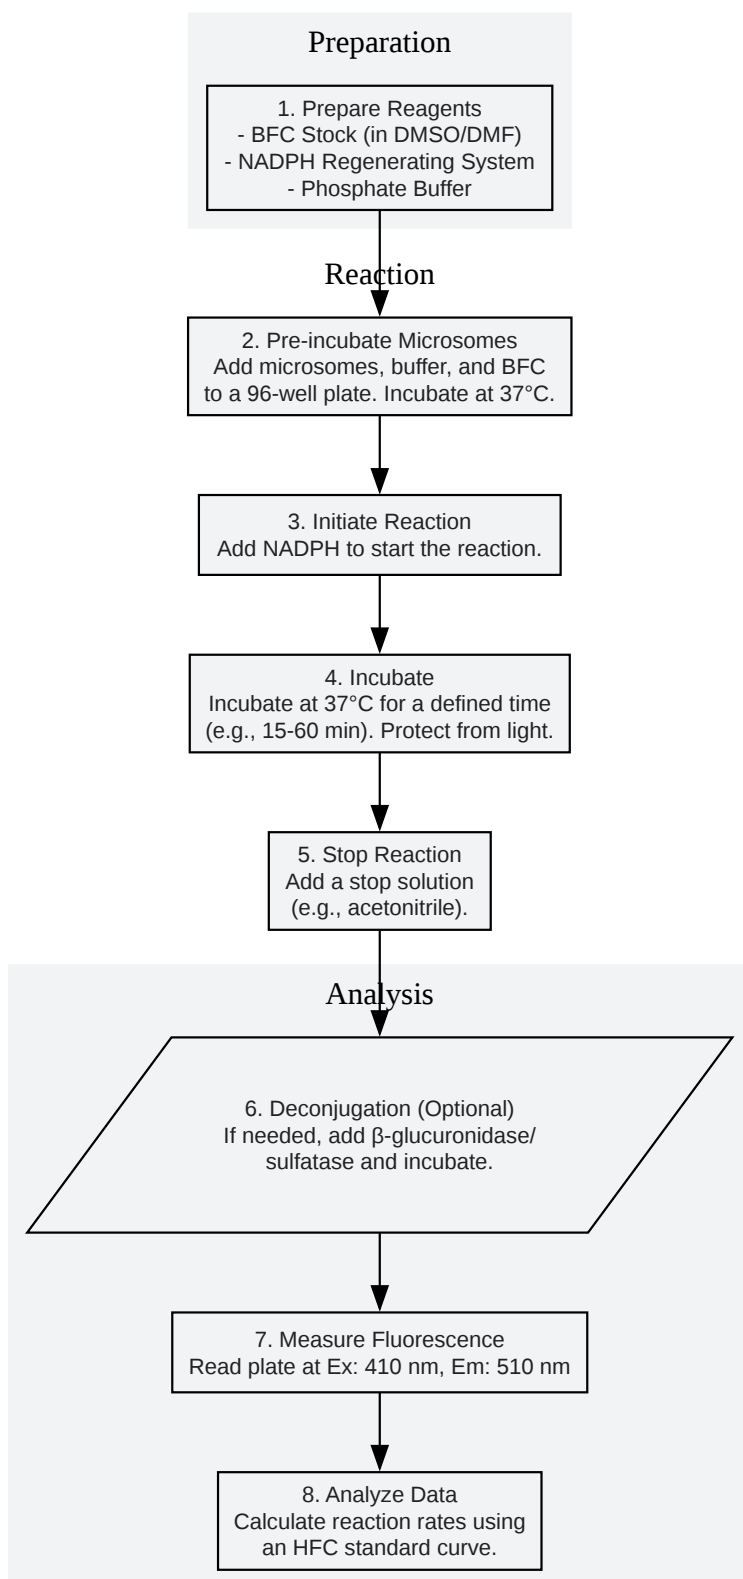 Preparation
1. Prepare Reagents
- BFC Stock (in DMSO/DMF)
- NADPH Regenerating System
- Phosphate Buffer
Reaction
2. Pre-incubate Microsomes
Add microsomes, buffer, and BFC
to a 96-well plate. Incubate at 37°C.
3. Initiate Reaction
Add NADPH to start the reaction.
4. Incubate
Incubate at 37°C for a defined time
(e.g., 15-60 min). Protect from light.
5. Stop Reaction
Add a stop solution
(e.g., acetonitrile).
Analysis
6. Deconjugation (Optional)
If needed, add β-glucuronidase/
sulfatase and incubate.
7. Measure Fluorescence
Read plate at Ex: 410 nm, Em: 510 nm
8. Analyze Data
Calculate reaction rates using
an HFC standard curve.